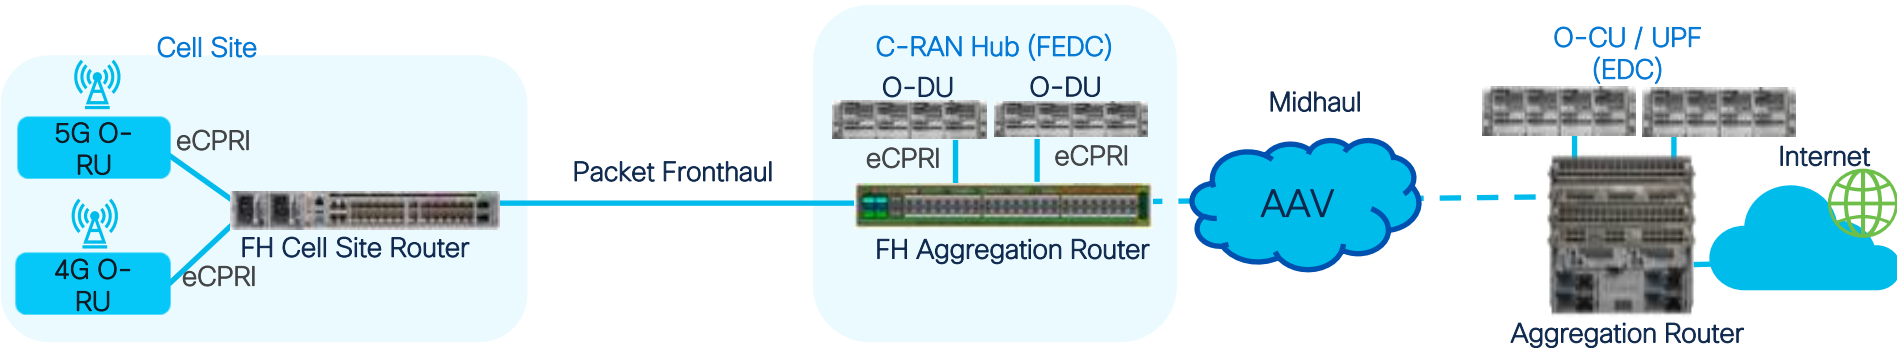 Cell Site
5G O-
RU
eCPRI
4G O-
RU
eCPRI
FH Cell Site Router
Packet Fronthaul
C-RAN Hub (FEDC)
O-DU
O-DU
eCPRI
eCPRI
FH Aggregation Router
Midhaul
AAV
O-CU / UPF
(EDC)
Internet
Aggregation Router